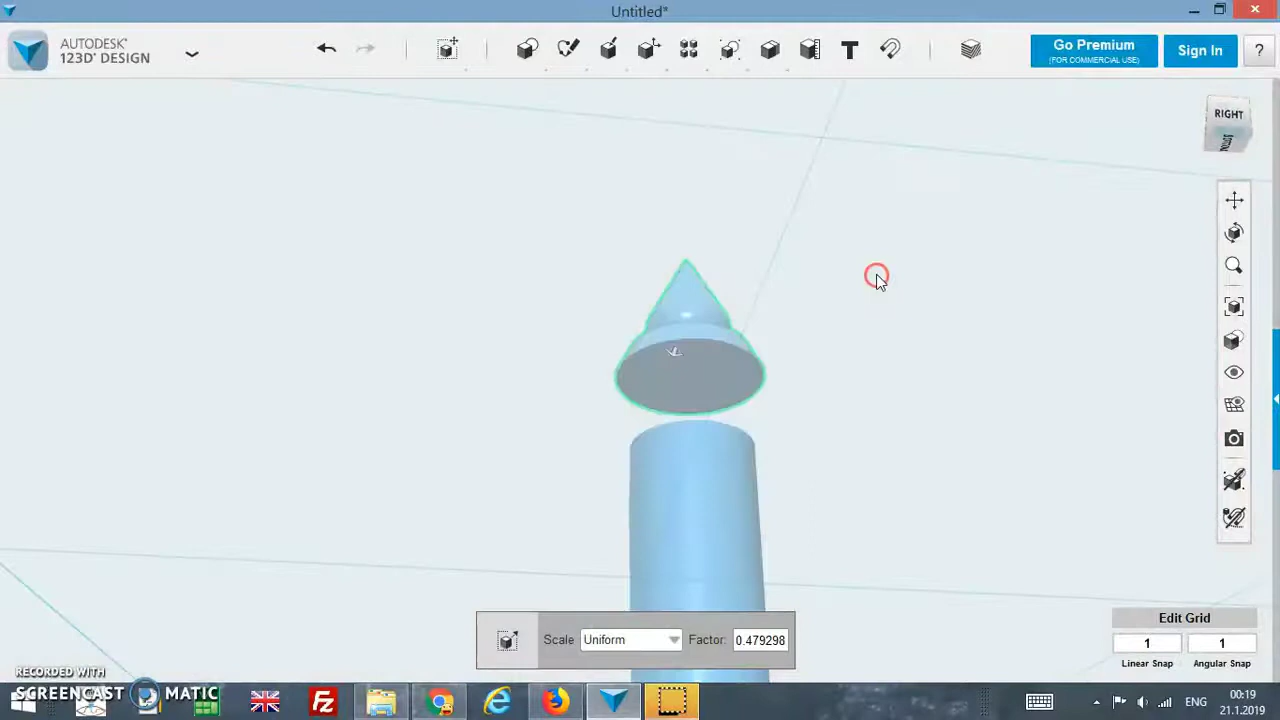 Untitled*
AUTODESK®
123D® DESIGN
Go Premium
(FOR COMMERCIAL USE)
Sign In
?
RIGHT
Scale
Uniform
Factor:
0.479298
Edit Grid
1
1
Linear Snap
Angular Snap
RECORDED WITH
SCREENCAST MATIC
ENG
00:19
21.1.2019